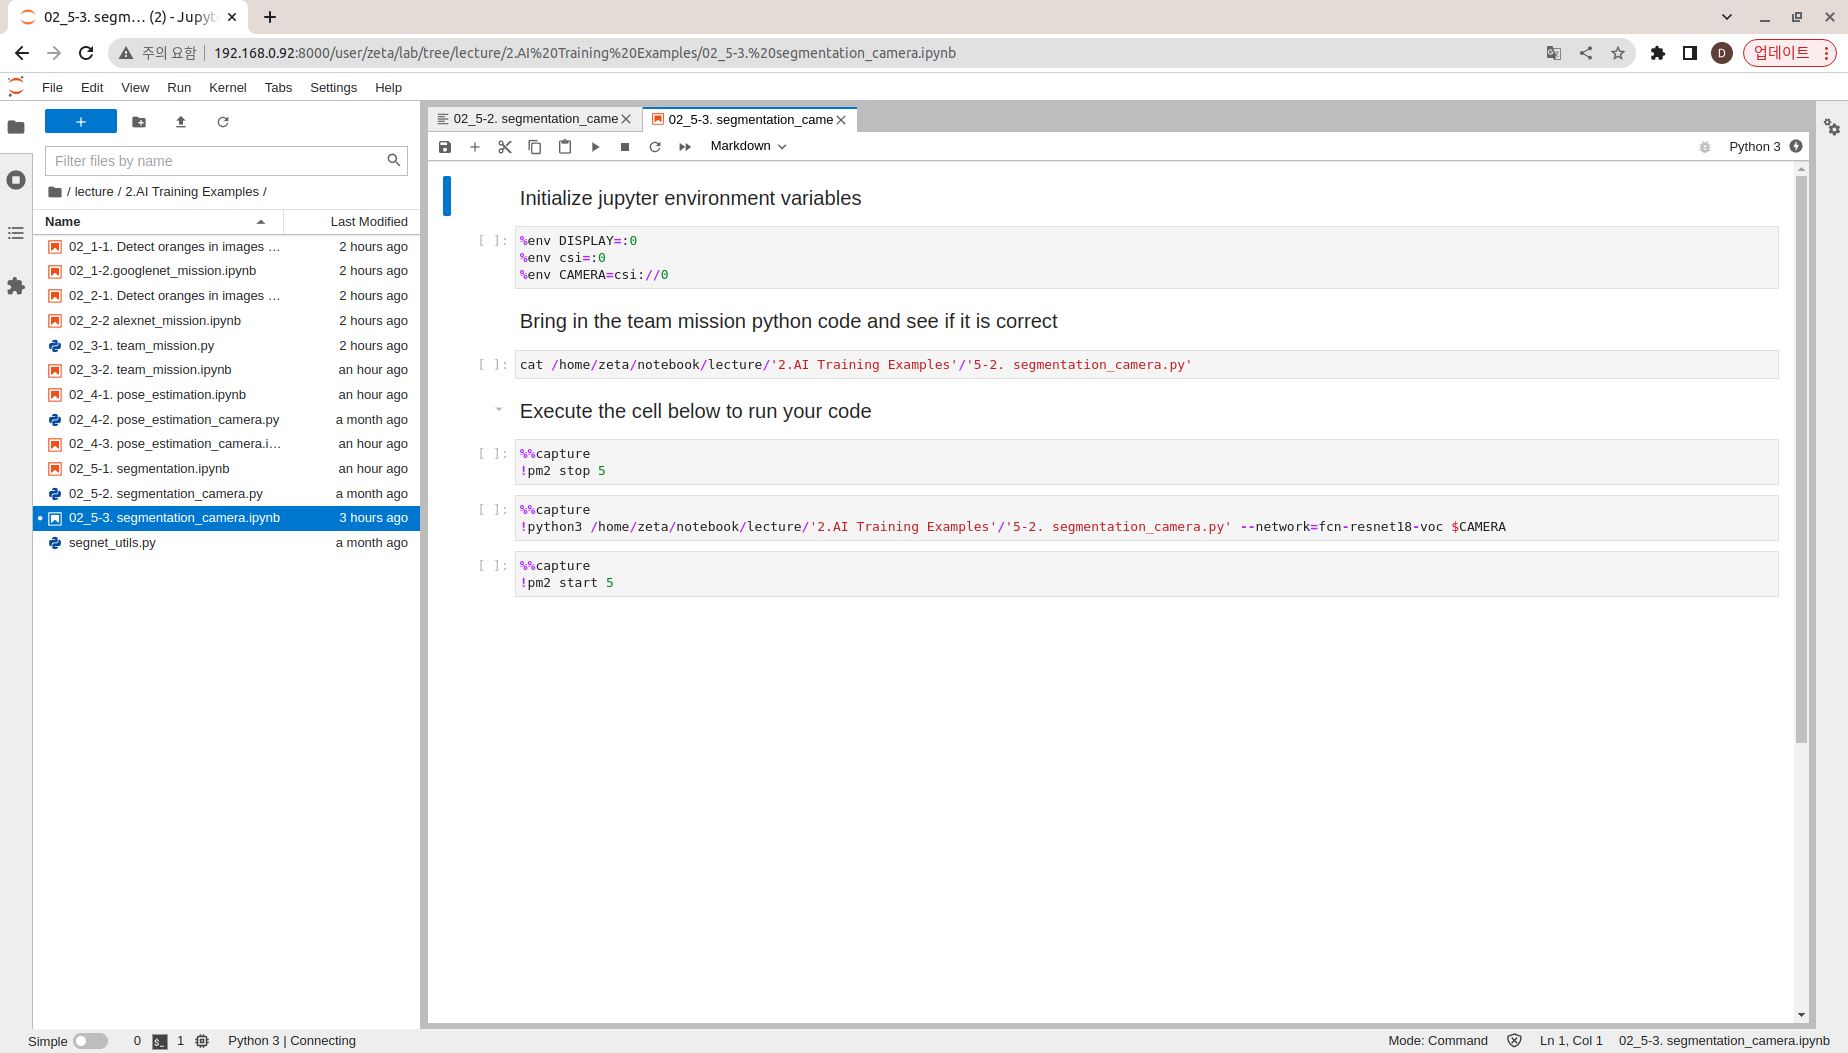 02_5-3. segm… (2) - Jupyt
주의 요함 192.168.0.92:8000/user/zeta/lab/tree/lecture/2.AI%20Training%20Examples/02_5-3.%20segmentation_camera.ipynb
D
업데이트
File Edit View Run Kernel Tabs Settings Help
Filter files by name
/ lecture / 2.AI Training Examples /
Name Last Modified
02_1-1. Detect oranges in images … 2 hours ago
02_1-2.googlenet_mission.ipynb 2 hours ago
02_2-1. Detect oranges in images … 2 hours ago
02_2-2 alexnet_mission.ipynb 2 hours ago
02_3-1. team_mission.py 2 hours ago
02_3-2. team_mission.ipynb an hour ago
02_4-1. pose_estimation.ipynb an hour ago
02_4-2. pose_estimation_camera.py a month ago
02_4-3. pose_estimation_camera.i… an hour ago
02_5-1. segmentation.ipynb an hour ago
02_5-2. segmentation_camera.py a month ago
02_5-3. segmentation_camera.ipynb 3 hours ago
segnet_utils.py a month ago
02_5-2. segmentation_came
02_5-3. segmentation_came
Markdown
Python 3
Initialize jupyter environment variables
[ ]: %env DISPLAY=:0
%env csi=:0
%env CAMERA=csi://0
Bring in the team mission python code and see if it is correct
[ ]: cat /home/zeta/notebook/lecture/'2.AI Training Examples'/'5-2. segmentation_camera.py'
Execute the cell below to run your code
[ ]: %%capture
!pm2 stop 5
[ ]: %%capture
!python3 /home/zeta/notebook/lecture/'2.AI Training Examples'/'5-2. segmentation_camera.py' --network=fcn-resnet18-voc $CAMERA
[ ]: %%capture
!pm2 start 5
Simple 0 $_ 1 Python 3 | Connecting
Mode: Command Ln 1, Col 1 02_5-3. segmentation_camera.ipynb